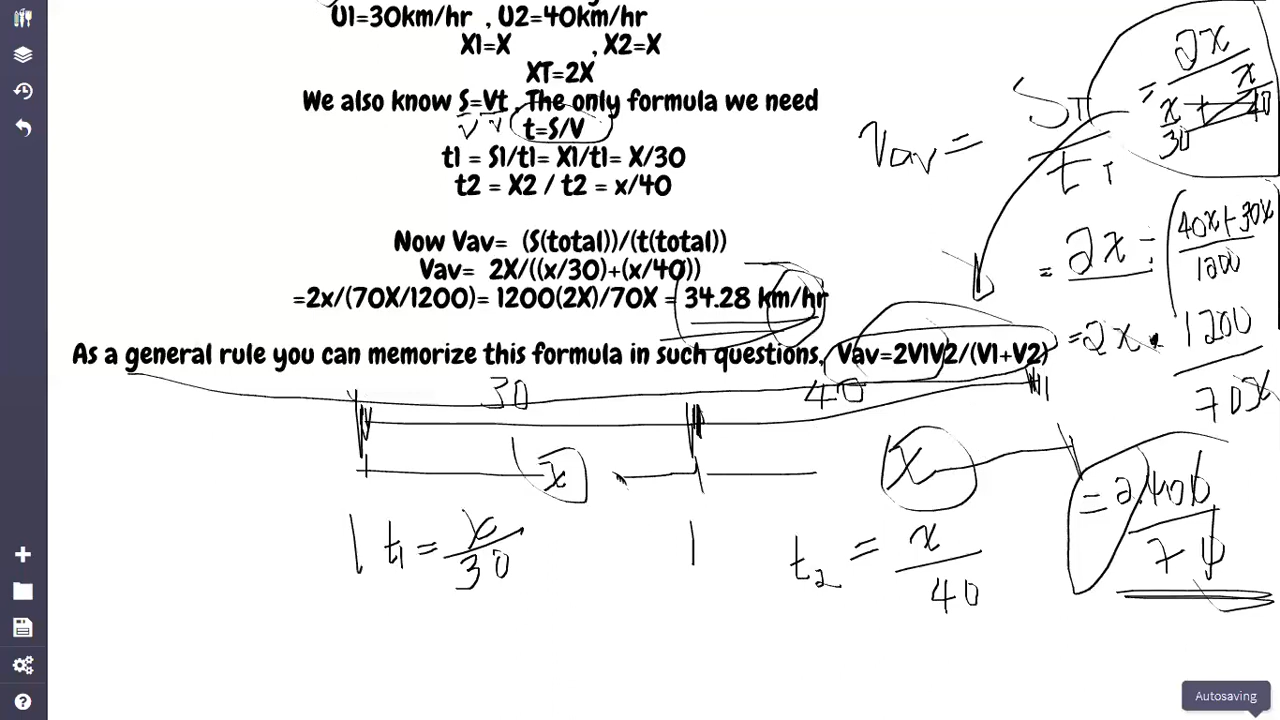 U1=30km/hr , U2=40km/hr
X1=X , X2=X
XT=2X
We also know S=Vt , The only formula we need
V V
t=S/V
t1 = S1/t1= X1/t1= X/30
t2 = X2 / t2 = x/40
Now Vav= (S(total))/(t(total))
Vav= 2X/((x/30)+(x/40))
=2x/(70X/1200)= 1200(2X)/70X = 34.28 km/hr
As a general rule you can memorize this formula in such questions, Vav=2V1V2/(V1+V2)
30 40
x x
t1 = x/30
t2 = x/40
Vav = ST/tT
= 2x
x/30 + x/40
= 2x ÷ (40x+30x
1200
= 2x . 1200
70x
= 2400
70
Autosaving